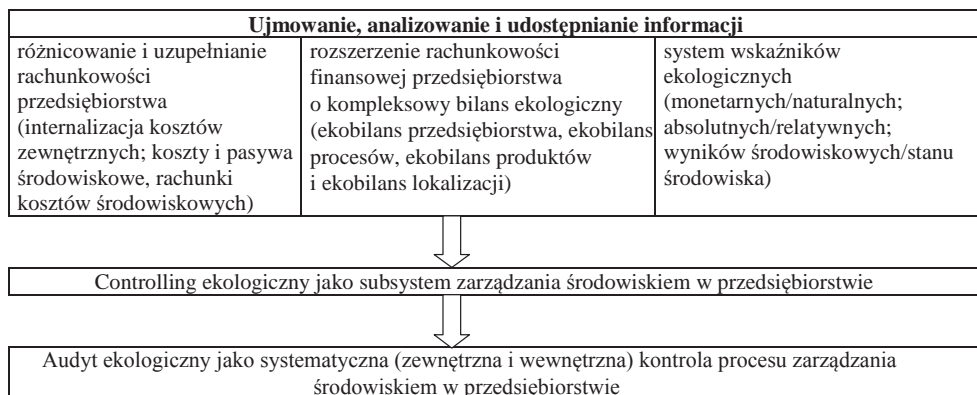 Ujmowanie, analizowanie i udostępnianie informacji
różnicowanie i uzupełnianie
rachunkowości
przedsiębiorstwa
(internalizacja kosztów
zewnętrznych; koszty i pasywa
środowiskowe, rachunki
kosztów środowiskowych)
rozszerzenie rachunkowości
finansowej przedsiębiorstwa
o kompleksowy bilans ekologiczny
(ekobilans przedsiębiorstwa, ekobilans
procesów, ekobilans produktów
i ekobilans lokalizacji)
system wskaźników
ekologicznych
(monetarnych/naturalnych;
absolutnych/relatywnych;
wyników środowiskowych/stanu
środowiska)
Controlling ekologiczny jako subsystem zarządzania środowiskiem w przedsiębiorstwie
Audyt ekologiczny jako systematyczna (zewnętrzna i wewnętrzna) kontrola procesu zarządzania
środowiskiem w przedsiębiorstwie